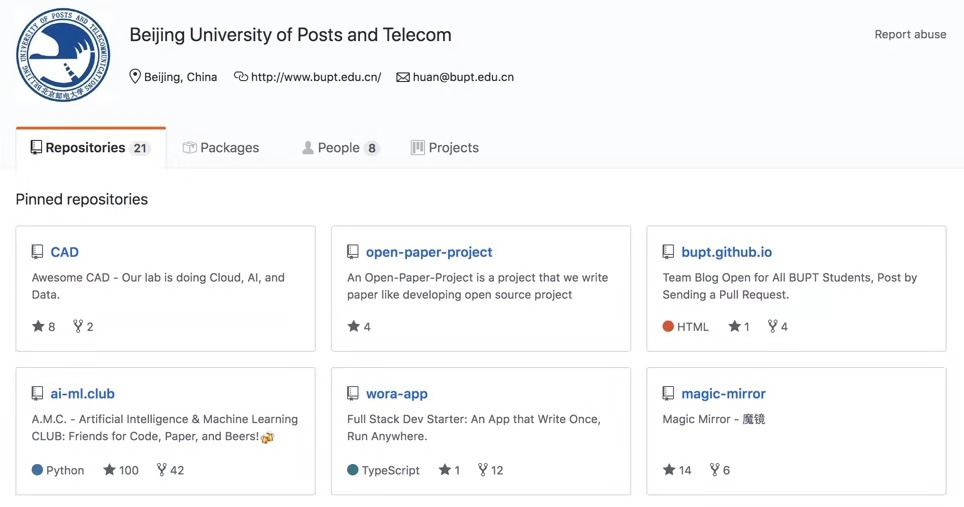 BEIJING UNIVERSITY OF POSTS AND TELECOMMUNICATIONS
北京邮电大学
Beijing University of Posts and Telecom
Report abuse
Beijing, China http://www.bupt.edu.cn/ huan@bupt.edu.cn
Repositories 21 Packages People 8 Projects
Pinned repositories
CAD
Awesome CAD - Our lab is doing Cloud, AI, and
Data.
8 2
open-paper-project
An Open-Paper-Project is a project that we write
paper like developing open source project
4
bupt.github.io
Team Blog Open for All BUPT Students, Post by
Sending a Pull Request.
HTML 1 4
ai-ml.club
A.M.C. - Artificial Intelligence & Machine Learning
CLUB: Friends for Code, Paper, and Beers!🍻
Python 100 42
wora-app
Full Stack Dev Starter: An App that Write Once,
Run Anywhere.
TypeScript 1 12
magic-mirror
Magic Mirror - 魔镜
14 6